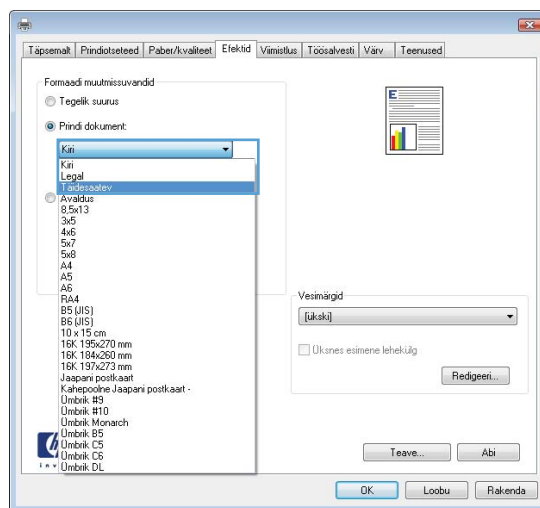 Täpsemalt Prindiotseteed Paber/kvaliteet Efektid Viimistlus Töösalvesti Värv Teenused
Formaadi muutmissuvandid
Tegelik suurus
Prindi dokument:
Kiri
Kiri
Legal
Täidesaatev
Avaldus
8,5x13
3x5
4x6
5x7
5x8
A4
A5
A6
RA4
B5 (JIS)
B6 (JIS)
10 x 15 cm
16K 195x270 mm
16K 184x260 mm
16K 197x273 mm
Jaapani postkaart
Kahepoolne Jaapani postkaart -
Ümbrik #9
Ümbrik #10
Ümbrik Monarch
Ümbrik B5
Ümbrik C5
Ümbrik C6
Ümbrik DL
E
Vesimärgid
[ükski]
Üksnes esimene lehekülg
Redigeeri...
i n v
Teave... Abi
OK Loobu Rakenda